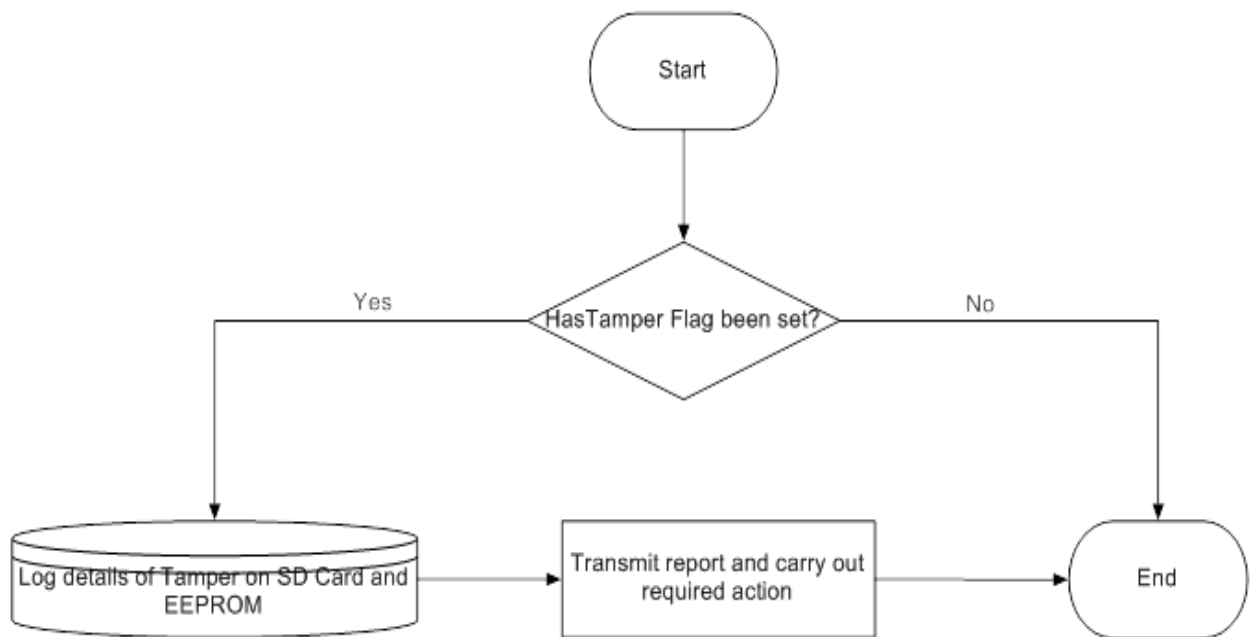 Start
HasTamper Flag been set?
Yes
No
Log details of Tamper on SD Card and
EEPROM
Transmit report and carry out
required action
End